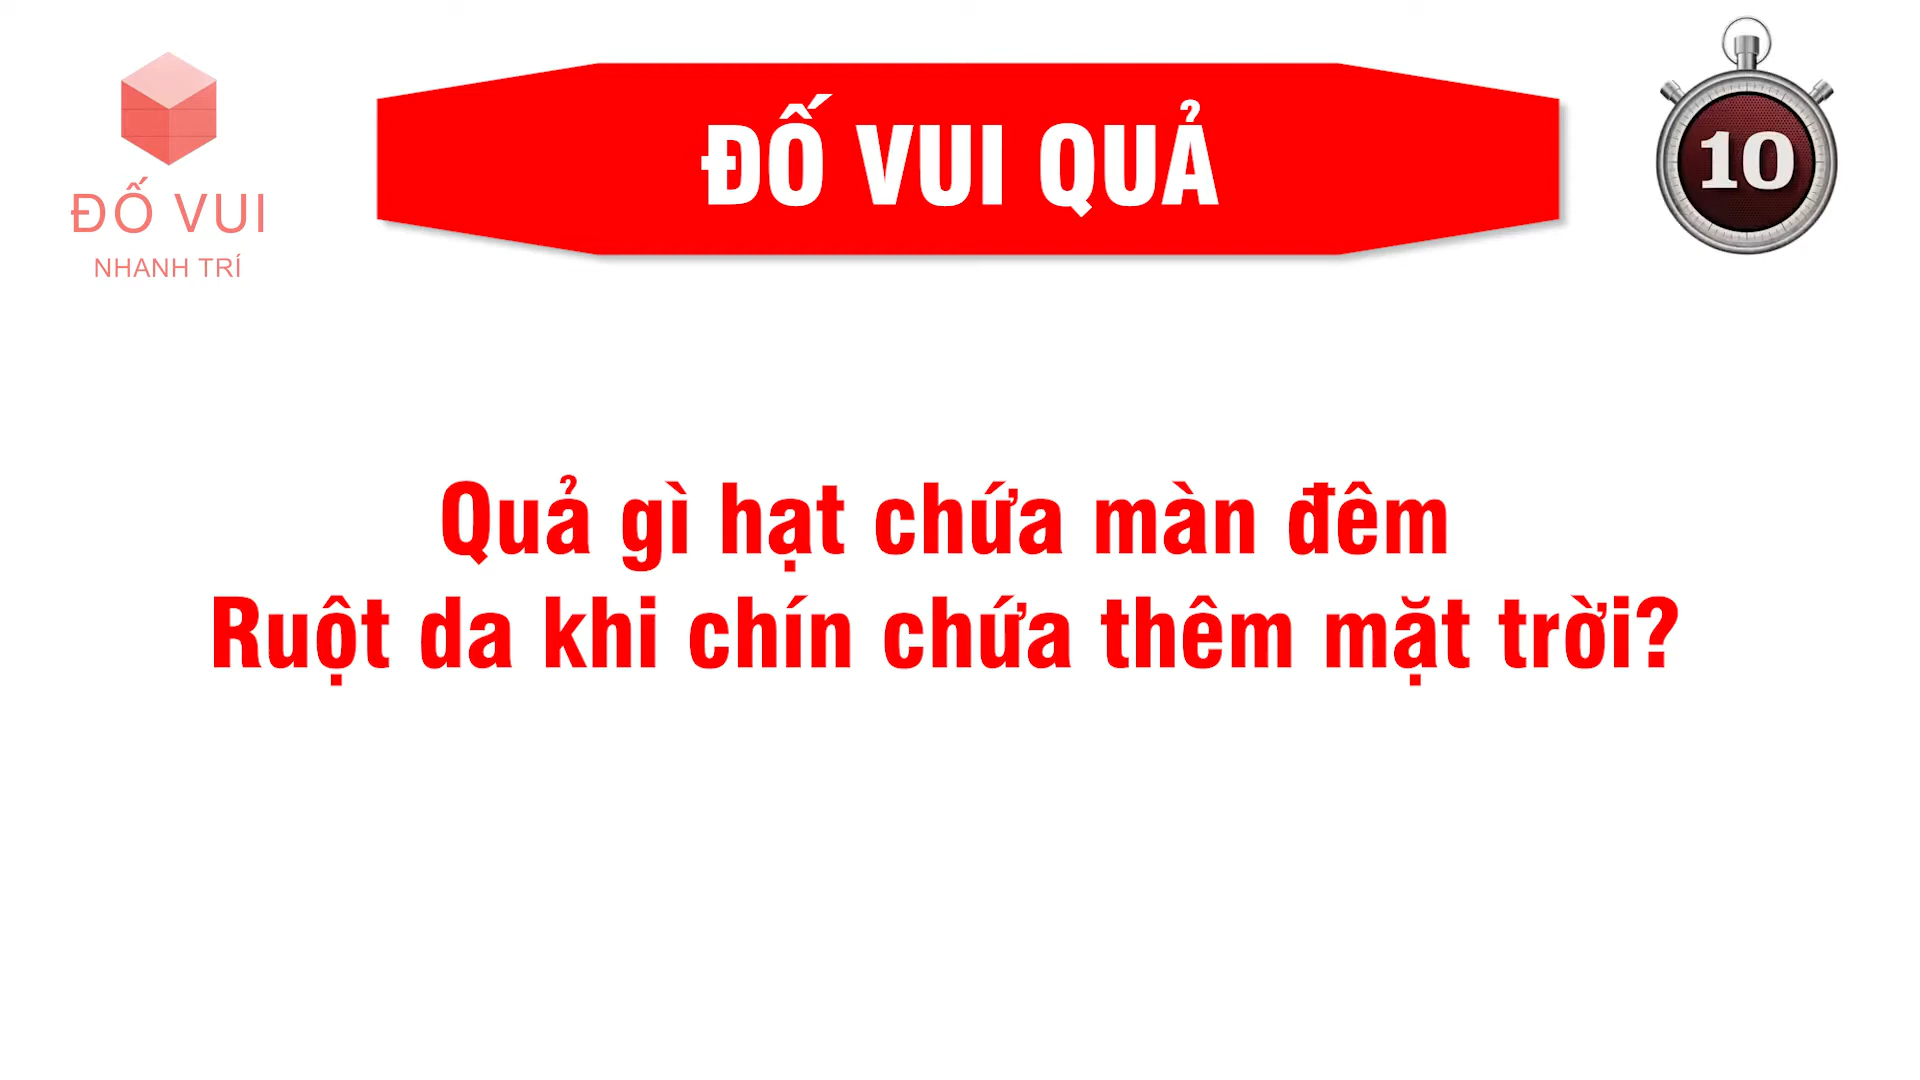 ĐỐ VUI
NHANH TRÍ
ĐỐ VUI QUẢ
10
Quả gì hạt chứa màn đêm
Ruột da khi chín chứa thêm mặt trời?